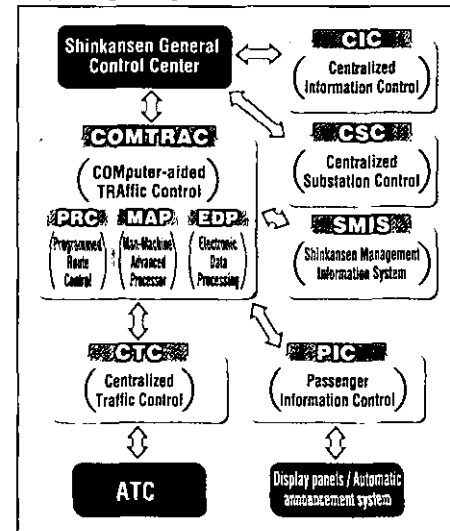 Shinkansen General
Control Center
CIC
(Centralized
Information Control)
CSC
(Centralized
Substation Control)
COMTRAC
(COMputer-aided
TRAffic Control)
PRC
(Programmed
Route
Control)
MAP
(Man-Machine
Advanced
Processor)
EDP
(Electronic
Data
Processing)
SMIS
(Shinkansen Management
Information System)
CTC
(Centralized
Traffic Control)
PIC
(Passenger
Information Control)
ATC
Display panels / Automatic
announcement system